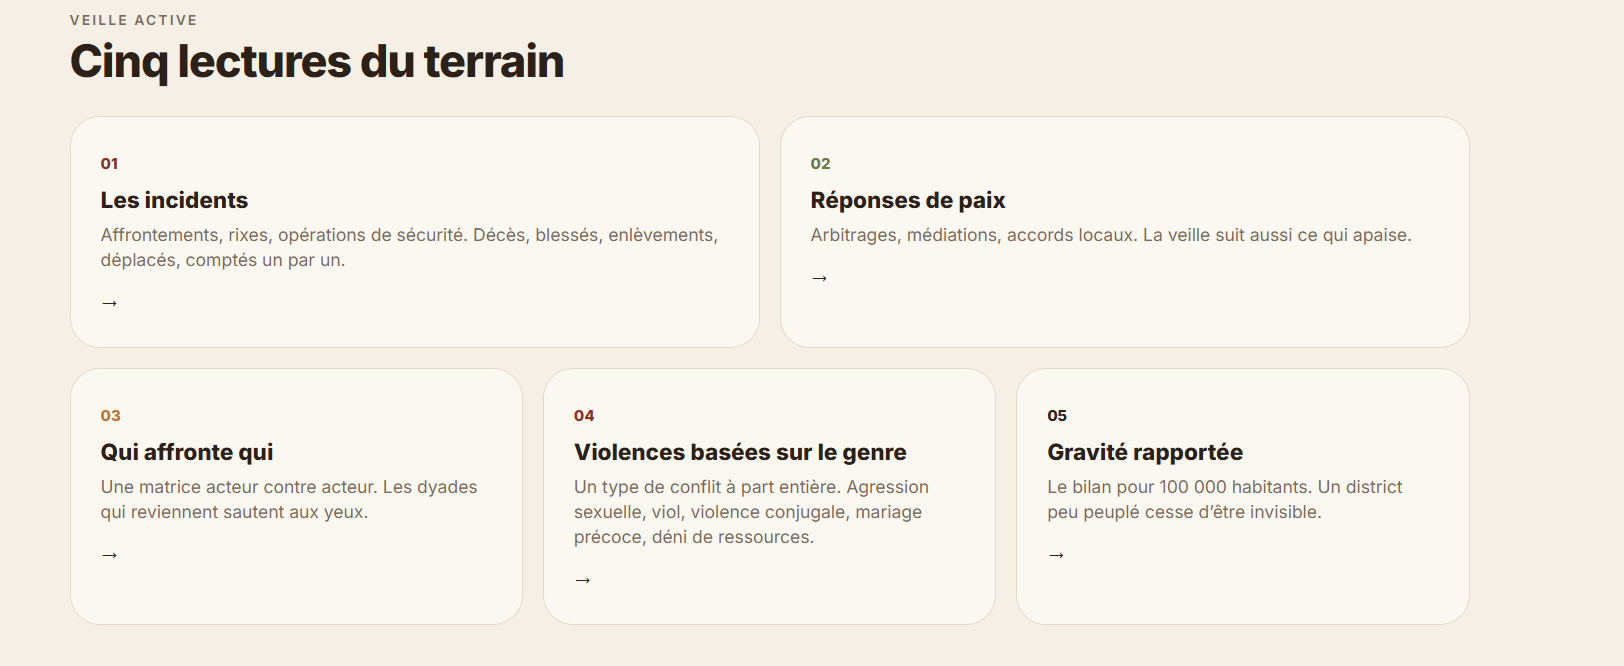 VEILLE ACTIVE
Cinq lectures du terrain
01
Les incidents
Affrontements, rixes, opérations de sécurité. Décès, blessés, enlèvements,
déplacés, comptés un par un.
→
02
Réponses de paix
Arbitrages, médiations, accords locaux. La veille suit aussi ce qui apaise.
→
03
Qui affronte qui
Une matrice acteur contre acteur. Les dyades
qui reviennent sautent aux yeux.
→
04
Violences basées sur le genre
Un type de conflit à part entière. Agression
sexuelle, viol, violence conjugale, mariage
précoce, déni de ressources.
→
05
Gravité rapportée
Le bilan pour 100 000 habitants. Un district
peu peuplé cesse d’être invisible.
→